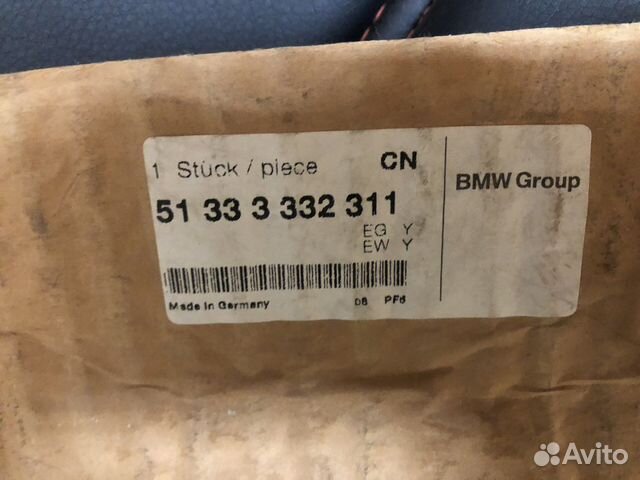 1 Stück / piece CN
51 33 3 332 311
EG Y
EW Y
Made in Germany 08 PF6
BMW Group
Avito